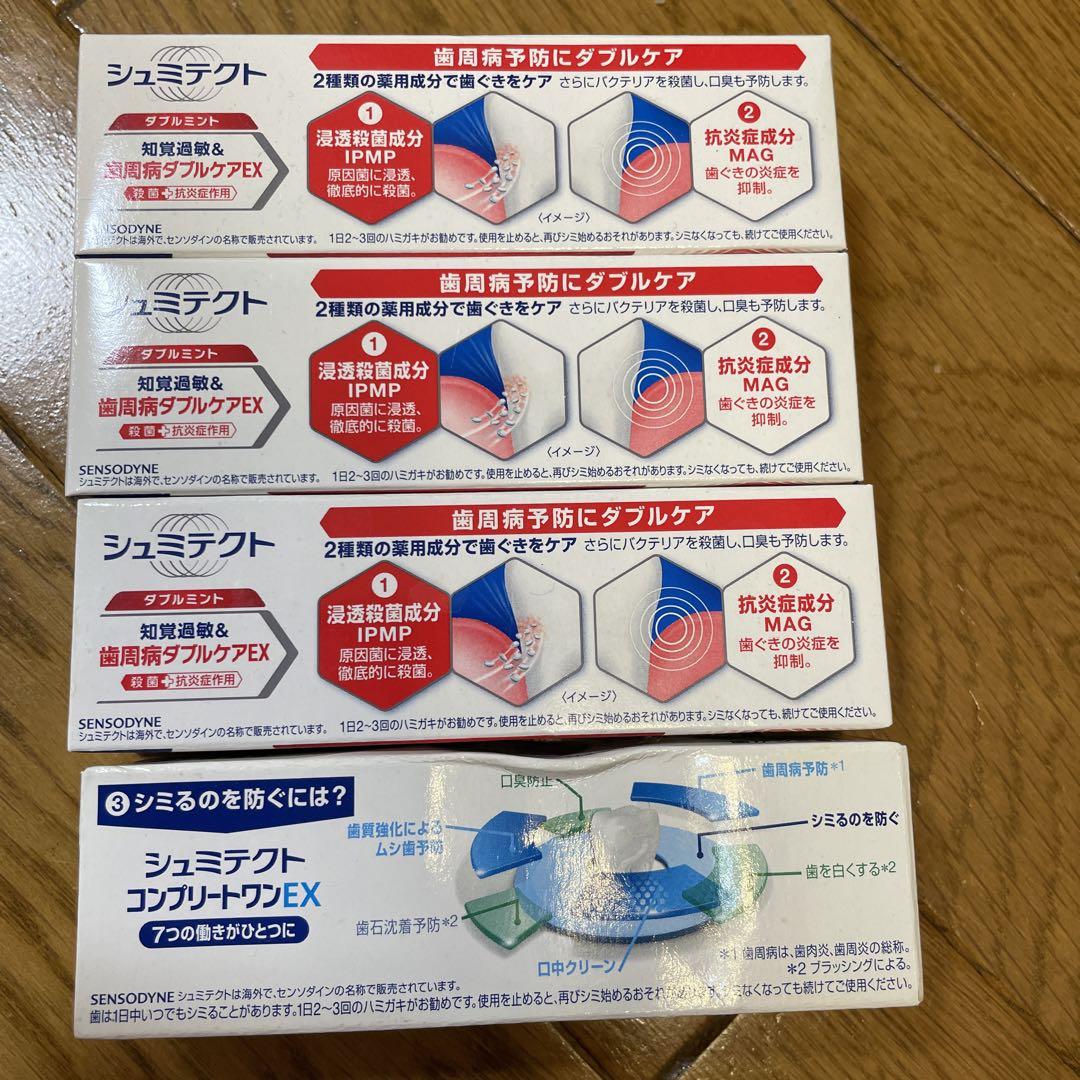 シュミテクト
ダブルミント
知覚過敏&
歯周病ダブルケアEX
殺菌+抗炎症作用
歯周病予防にダブルケア
2種類の薬用成分で歯ぐきをケア さらにバクテリアを殺菌し、口臭も予防します。
1
浸透殺菌成分
IPMP
原因菌に浸透、
徹底的に殺菌。
〈イメージ〉
2
抗炎症成分
MAG
歯ぐきの炎症を
抑制。
SENSODYNE
シュミテクトは海外で、センソダインの名称で販売されています。 1日2~3回のハミガキがお勧めです。使用を止めると、再びシミ始めるおそれがあります。シミなくなっても、続けてご使用ください。
シュミテクト
ダブルミント
知覚過敏&
歯周病ダブルケアEX
殺菌+抗炎症作用
歯周病予防にダブルケア
2種類の薬用成分で歯ぐきをケア さらにバクテリアを殺菌し、口臭も予防します。
1
浸透殺菌成分
IPMP
原因菌に浸透、
徹底的に殺菌。
〈イメージ〉
2
抗炎症成分
MAG
歯ぐきの炎症を
抑制。
SENSODYNE
シュミテクトは海外で、センソダインの名称で販売されています。 1日2~3回のハミガキがお勧めです。使用を止めると、再びシミ始めるおそれがあります。シミなくなっても、続けてご使用ください。
シュミテクト
ダブルミント
知覚過敏&
歯周病ダブルケアEX
殺菌+抗炎症作用
歯周病予防にダブルケア
2種類の薬用成分で歯ぐきをケア さらにバクテリアを殺菌し、口臭も予防します。
1
浸透殺菌成分
IPMP
原因菌に浸透、
徹底的に殺菌。
〈イメージ〉
2
抗炎症成分
MAG
歯ぐきの炎症を
抑制。
SENSODYNE
シュミテクトは海外で、センソダインの名称で販売されています。 1日2~3回のハミガキがお勧めです。使用を止めると、再びシミ始めるおそれがあります。シミなくなっても、続けてご使用ください。
3 シミるのを防ぐには?
シュミテクト
コンプリートワンEX
7つの働きがひとつに
口臭防止
歯周病予防*1
歯質強化による
ムシ歯予防
シミるのを防ぐ
歯を白くする*2
歯石沈着予防*2
口中クリーン
*1 歯周病は、歯肉炎、歯周炎の総称。
*2 ブラッシングによる。
SENSODYNE シュミテクトは海外で、センソダインの名称で販売されています。
歯は1日中いつでもシミることがあります。1日2~3回のハミガキがお勧めです。使用を止めると、再びシミ始めるおそれがあります。シミなくなっても続けてご使用ください。